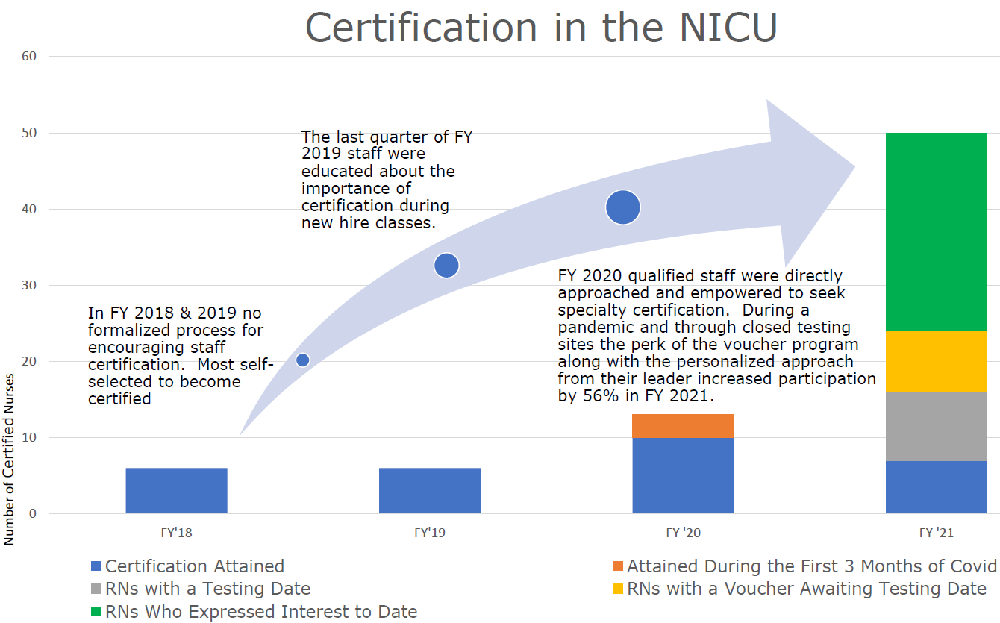 Certification in the NICU
60
50
40
30
20
10
0
Number of Certified Nurses
The last quarter of FY
2019 staff were
educated about the
importance of
certification during
new hire classes.
In FY 2018 & 2019 no
formalized process for
encouraging staff
certification.  Most self-
selected to become
certified
FY 2020 qualified staff were directly
approached and empowered to seek
specialty certification.  During a
pandemic and through closed testing
sites the perk of the voucher program
along with the personalized approach
from their leader increased participation
by 56% in FY 2021.
FY'18
FY'19
FY '20
FY '21
Certification Attained
Attained During the First 3 Months of Covid
RNs with a Testing Date
RNs with a Voucher Awaiting Testing Date
RNs Who Expressed Interest to Date